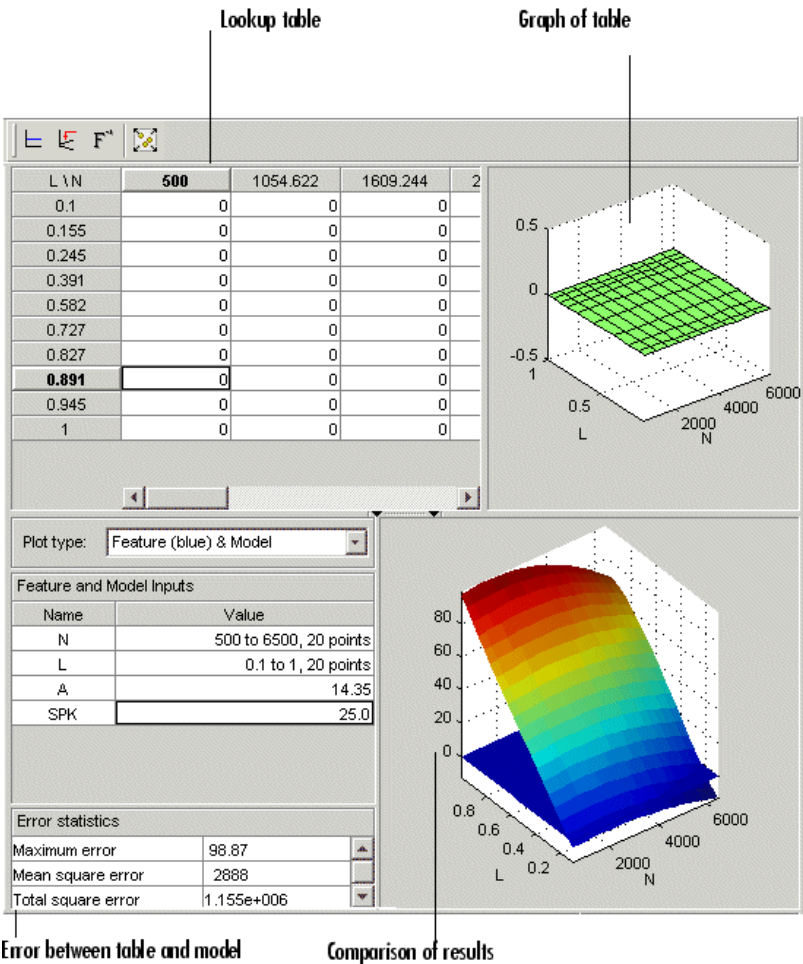 Lookup table
Graph of table
F
L \ N 500 1054.622 1609.244 2
0.1 0 0 0
0.155 0 0 0
0.245 0 0 0
0.391 0 0 0
0.582 0 0 0
0.727 0 0 0
0.827 0 0 0
0.891 0 0 0
0.945 0 0 0
1 0 0 0
0.5
0
-0.5
1
0.5
L
2000
4000
6000
N
Plot type: Feature (blue) & Model
Feature and Model Inputs
Name Value
N 500 to 6500, 20 points
L 0.1 to 1, 20 points
A 14.35
SPK 25.0
Error statistics
Maximum error 98.87
Mean square error 2888
Total square error 1.155e+006
80
60
40
20
0
0.8
0.6
0.4
0.2
L
2000
4000
6000
N
Error between table and model
Comparison of results